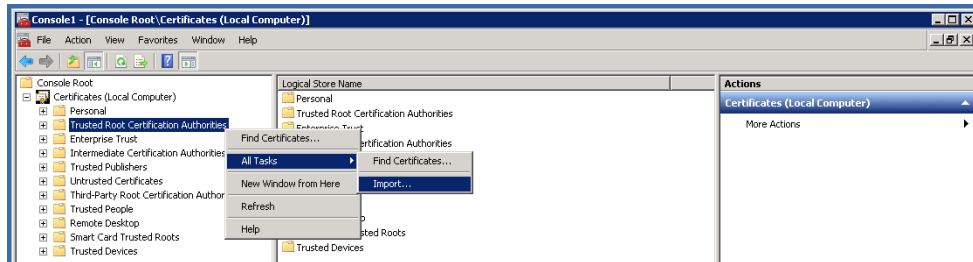 Console1 - [Console Root\Certificates (Local Computer)]
File Action View Favorites Window Help
Console Root
Certificates (Local Computer)
Personal
Trusted Root Certification Authorities
Enterprise Trust
Intermediate Certification Authorities
Trusted Publishers
Untrusted Certificates
Third-Party Root Certification Author
Trusted People
Remote Desktop
Smart Card Trusted Roots
Trusted Devices
Find Certificates...
All Tasks
New Window from Here
Refresh
Help
Find Certificates...
Import...
Logical Store Name
Personal
Trusted Root Certification Authorities
Enterprise Trust
ertification Authorities
sted Roots
Trusted Devices
Actions
Certificates (Local Computer)
More Actions